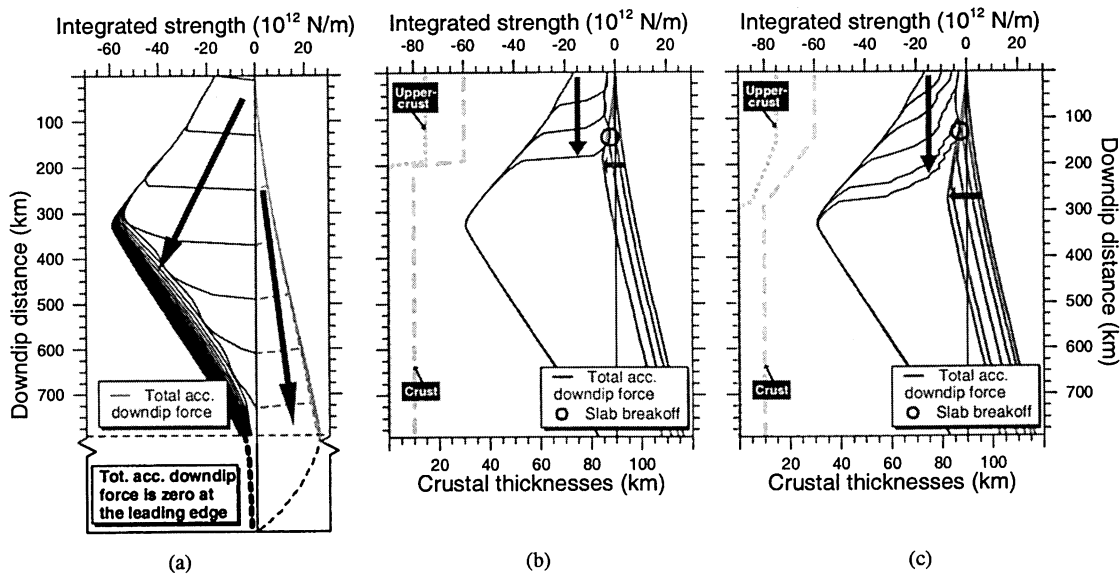 Integrated strength (10¹² N/m)
-60 -40 -20 0 20
Downdip distance (km)
100
200
300
400
500
600
700
Total acc.
downdip force
Tot. acc. downdip
force is zero at
the leading edge
(a)
Integrated strength (10¹² N/m)
-80 -60 -40 -20 0 20
Upper-
crust
Crust
Total acc.
downdip force
Slab breakoff
20 40 60 80 100
Crustal thicknesses (km)
(b)
Integrated strength (10¹² N/m)
-80 -60 -40 -20 0 20
Upper-
crust
Crust
Total acc.
downdip force
Slab breakoff
100
200
300
400
500
600
700
Downdip distance (km)
20 40 60 80 100
Crustal thicknesses (km)
(c)